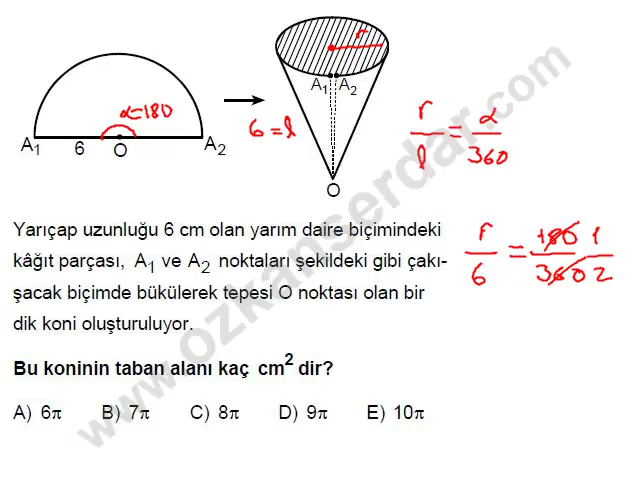 α=180
A1 6 O A2
r
A1 A2
6 = l
O
r/l = α/360
Yarıçap uzunluğu 6 cm olan yarım daire biçimindeki
kâğıt parçası, A1 ve A2 noktaları şekildeki gibi çakı-
şacak biçimde bükülerek tepesi O noktası olan bir
dik koni oluşturuluyor.
r/6 = 180/360 1/2
Bu koninin taban alanı kaç cm² dir?
A) 6π B) 7π C) 8π D) 9π E) 10π
www.ozkanserdar.com